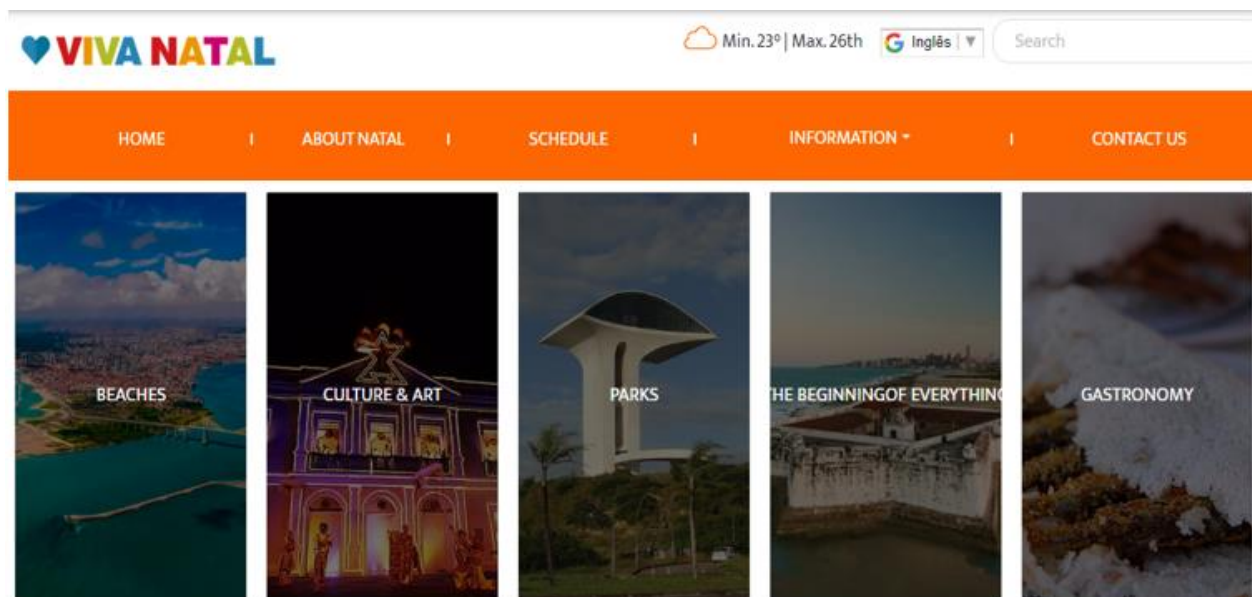 VIVA NATAL
Min. 23º | Max. 26th
G Inglês | ▼
Search
HOME | ABOUT NATAL | SCHEDULE | INFORMATION | CONTACT US
BEACHES
CULTURE & ART
PARKS
HE BEGINNINGOF EVERYTHIN
GASTRONOMY